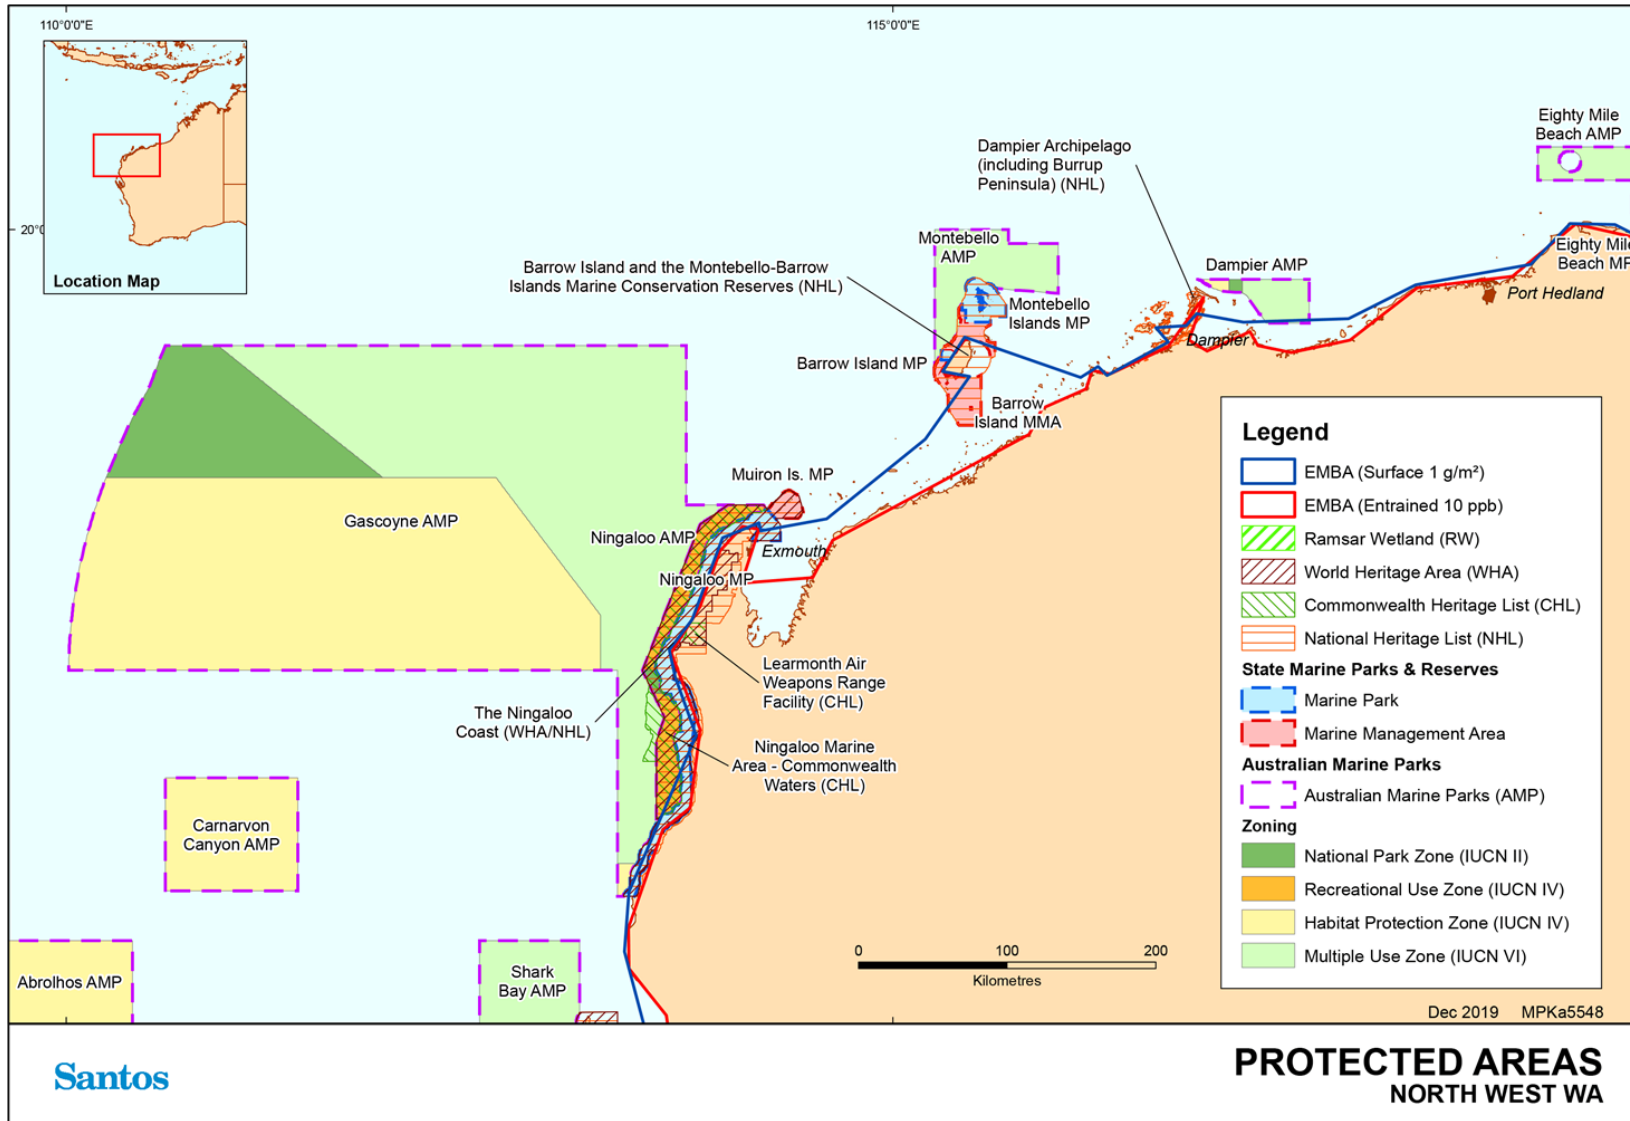 110°0'0"E
115°0'0"E
20°0
Location Map
Eighty Mile
Beach AMP
Dampier Archipelago
(including Burrup
Peninsula) (NHL)
Montebello
AMP
Barrow Island and the Montebello-Barrow
Islands Marine Conservation Reserves (NHL)
Dampier AMP
Eighty Mile
Beach MP
Port Hedland
Montebello
Islands MP
Dampier
Barrow Island MP
Barrow
Island MMA
Muiron Is. MP
Gascoyne AMP
Ningaloo AMP
Exmouth
Ningaloo MP
Learmonth Air
Weapons Range
Facility (CHL)
The Ningaloo
Coast (WHA/NHL)
Ningaloo Marine
Area - Commonwealth
Waters (CHL)
Carnarvon
Canyon AMP
Abrolhos AMP
Shark
Bay AMP
Legend
EMBA (Surface 1 g/m²)
EMBA (Entrained 10 ppb)
Ramsar Wetland (RW)
World Heritage Area (WHA)
Commonwealth Heritage List (CHL)
National Heritage List (NHL)
State Marine Parks & Reserves
Marine Park
Marine Management Area
Australian Marine Parks
Australian Marine Parks (AMP)
Zoning
National Park Zone (IUCN II)
Recreational Use Zone (IUCN IV)
Habitat Protection Zone (IUCN IV)
Multiple Use Zone (IUCN VI)
0 100 200
Kilometres
Dec 2019 MPKa5548
Santos
PROTECTED AREAS
NORTH WEST WA